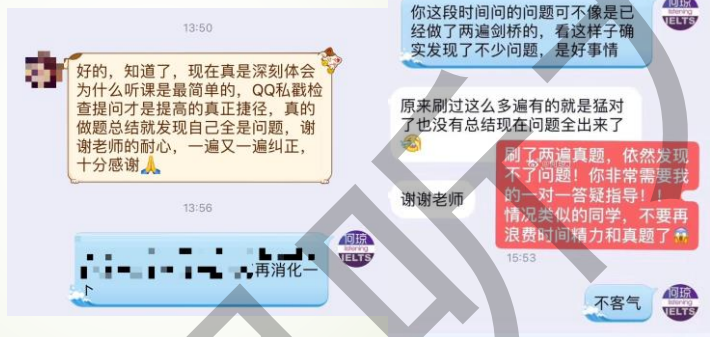 13:50
好的，知道了，现在真是深刻体会
为什么听课是最简单的，QQ私戳检
查提问才是提高的真正捷径，真的
做题总结就发现自己全是问题，谢
谢老师的耐心，一遍又一遍纠正，
十分感谢
13:56
何琼
listening
IELTS
再消化一
你这段时间问的问题可不像是已
经做了两遍剑桥的，看这样子确
实发现了不少问题，是好事情
listening
IELTS
原来刷过这么多遍有的就是猛对
了也没有总结现在问题全出来了
刷了两遍真题，依然发现
不了问题！你非常需要我
的一对一答疑指导！！
情况类似的同学，不要再
浪费时间精力和真题了
谢谢老师
15:53
不客气
何琼
listening
IELTS